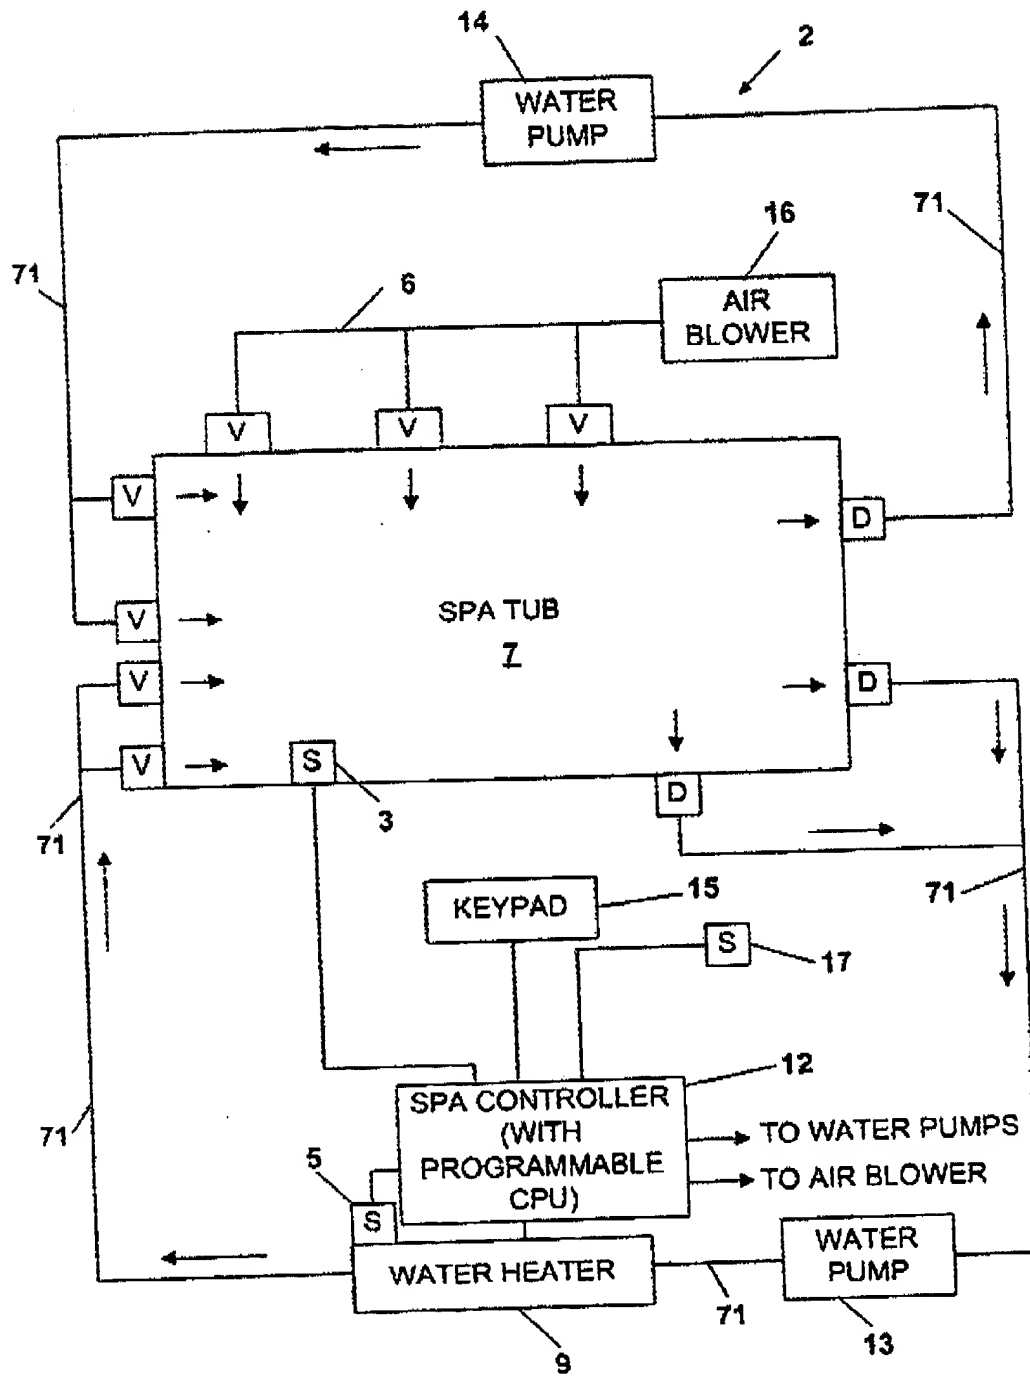 14
2
WATER
PUMP
71
16
71
6
AIR
BLOWER
V
V
V
V
D
V
SPA TUB
7
V
D
V
S
D
3
71
71
KEYPAD
15
S
17
12
SPA CONTROLLER
(WITH
PROGRAMMABLE
CPU)
TO WATER PUMPS
TO AIR BLOWER
71
5
S
WATER HEATER
WATER
PUMP
71
9
13